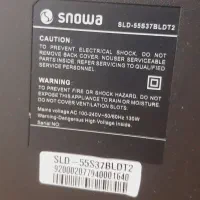 snowa
SLD-55S37BLDT2
CAUTION:
TO PREVENT ELECTRICAL SHOCK, DO NOT
REMOVE BACK COVER. NOUSER SERVICEABLE
PARTS INSIDE REFER SERVICING TO QUALIFIED
SERVICE PERSONNEL.
WARNING:
TO PREVENT FIRE OR SHOCK HAZARD, DO NOT
EXPOSE THIS APPLIANCE TO RAIN OR MOISTURE
DO NOT COVER VENTILATION SLOTS.
Mains voltage AC 100-240V~50/60Hz 135W
Warning-Dangerous High Voltage Inside.
Serial NO:
SLD-55S37BLDT2
920082077940001640